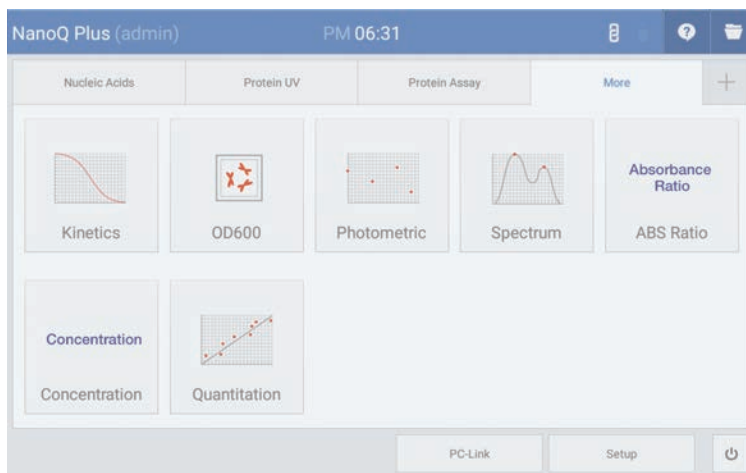 NanoQ Plus (admin) PM 06:31
Nucleic Acids Protein UV Protein Assay More
Absorbance
Ratio
Kinetics OD600 Photometric Spectrum ABS Ratio
Concentration
Concentration Quantitation
PC-Link Setup